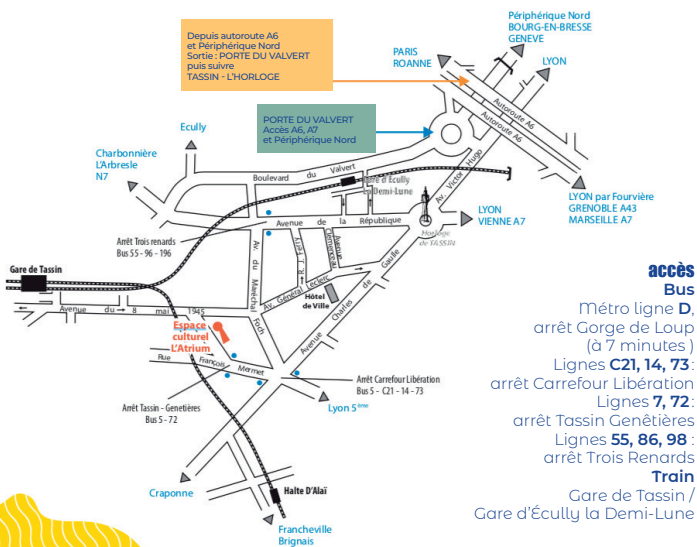 Depuis autoroute A6
et Périphérique Nord
Sortie : PORTE DU VALVERT
puis suivre
TASSIN - L'HORLOGE
Périphérique Nord
BOURG-EN-BRESSE
GENEVE
PARIS
ROANNE
LYON
PORTE DU VALVERT
Accès A6, A7
et Périphérique Nord
Autoroute A6
Autoroute A6
Ecully
Charbonnière
L'Arbresle
N7
Boulevard du Valvert
Gare d'Ecully
La Demi-Lune
Av. Victor Hugo
LYON par Fourvière
GRENOBLE A43
MARSEILLE A7
LYON
VIENNE A7
Avenue de la République
Horloge
de TASSIN
Arrêt Trois renards
Bus 55 - 96 - 196
Av. du Maréchal Foch
Avenue
Clémenceau
Av. Général Leclerc
Hôtel
de Ville
Avenue Charles de Gaulle
Gare de Tassin
Avenue du 8 mai 1945
Espace
culturel
L'Atrium
Rue François Mermet
Arrêt Carrefour Libération
Bus 5 - C21 - 14 - 73
Arrêt Tassin - Genetières
Bus 5 - 72
Lyon 5ème
Craponne
Halte D'Alaï
Francheville
Brignais
accès
Bus
Métro ligne D,
arrêt Gorge de Loup
(à 7 minutes )
Lignes C21, 14, 73 :
arrêt Carrefour Libération
Lignes 7, 72 :
arrêt Tassin Genêtières
Lignes 55, 86, 98 :
arrêt Trois Renards
Train
Gare de Tassin /
Gare d'Écully la Demi-Lune